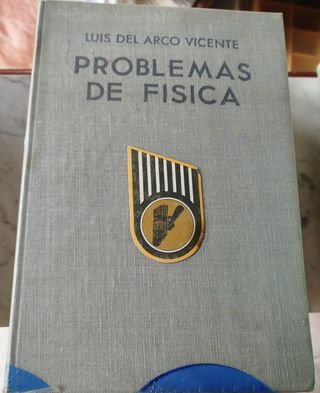 LUIS DEL ARCO VICENTE
PROBLEMAS
DE FISICA